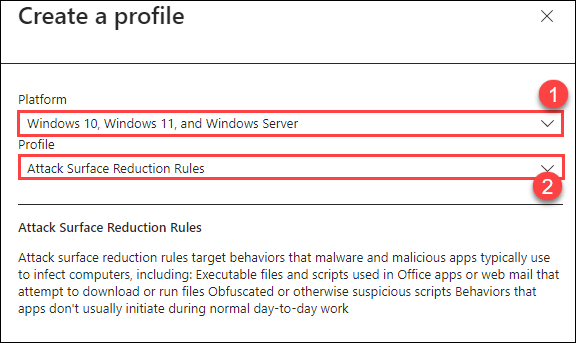 Create a profile
1
Platform
Windows 10, Windows 11, and Windows Server
Profile
Attack Surface Reduction Rules
2
Attack Surface Reduction Rules
Attack surface reduction rules target behaviors that malware and malicious apps typically use
to infect computers, including: Executable files and scripts used in Office apps or web mail that
attempt to download or run files Obfuscated or otherwise suspicious scripts Behaviors that
apps don't usually initiate during normal day-to-day work